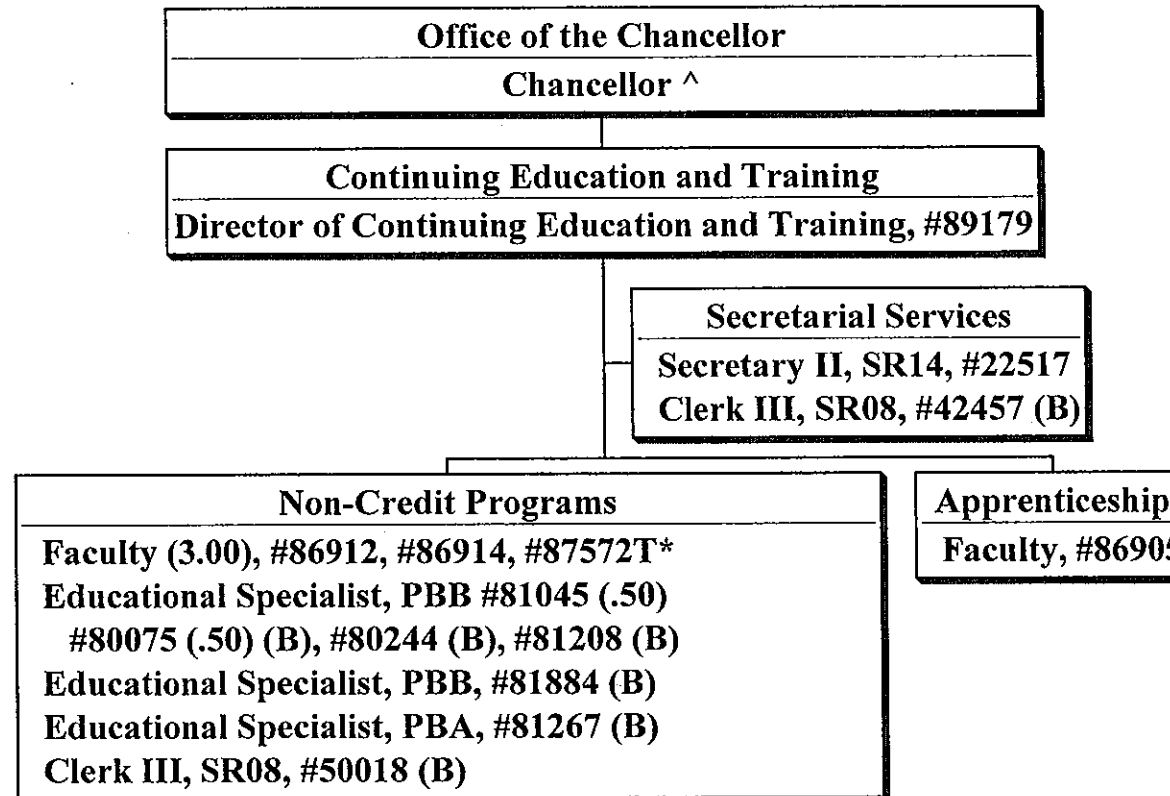 Office of the Chancellor
Chancellor ^
Continuing Education and Training
Director of Continuing Education and Training, #89179
Secretarial Services
Secretary II, SR14, #22517
Clerk III, SR08, #42457 (B)
Non-Credit Programs
Faculty (3.00), #86912, #86914, #87572T*
Educational Specialist, PBB #81045 (.50)
#80075 (.50) (B), #80244 (B), #81208 (B)
Educational Specialist, PBB, #81884 (B)
Educational Specialist, PBA, #81267 (B)
Clerk III, SR08, #50018 (B)
Apprenticeship
Faculty, #86905